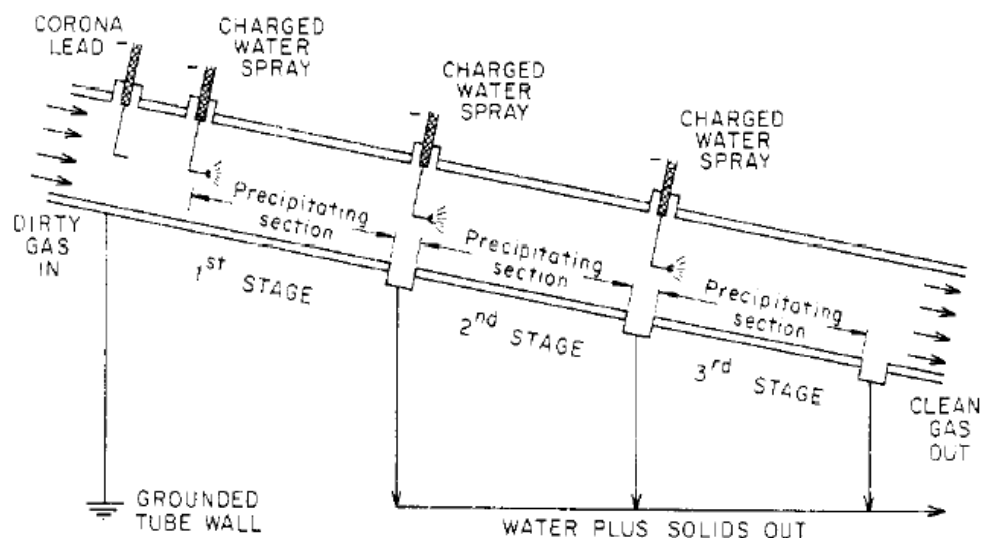 CORONA
LEAD
CHARGED
WATER
SPRAY
CHARGED
WATER
SPRAY
CHARGED
WATER
SPRAY
DIRTY
GAS
IN
Precipitating
section
1st STAGE
Precipitating
section
2nd STAGE
Precipitating
section
3rd STAGE
CLEAN
GAS
OUT
GROUNDED
TUBE WALL
WATER PLUS SOLIDS OUT